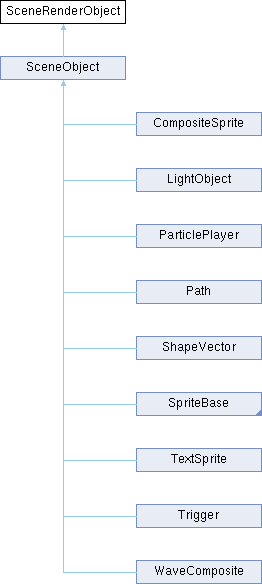 SceneRenderObject
SceneObject
CompositeSprite
LightObject
ParticlePlayer
Path
ShapeVector
SpriteBase
TextSprite
Trigger
WaveComposite